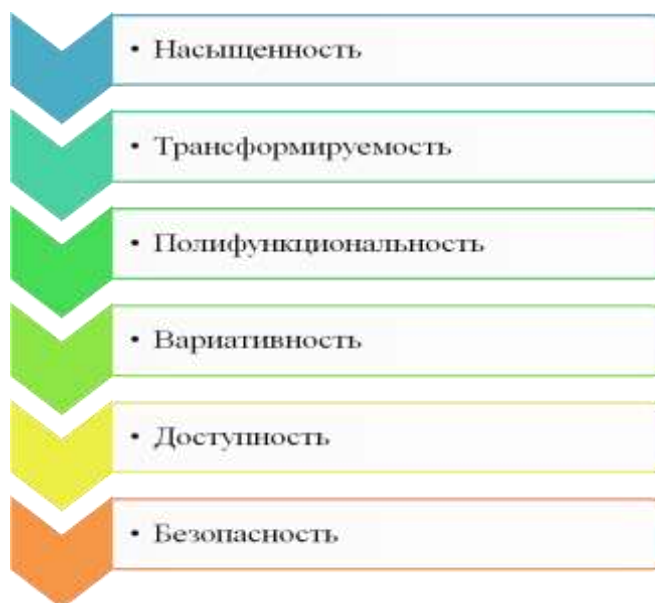 • Насыщенность
• Трансформируемость
• Полифункциональность
• Вариативность
• Доступность
• Безопасность